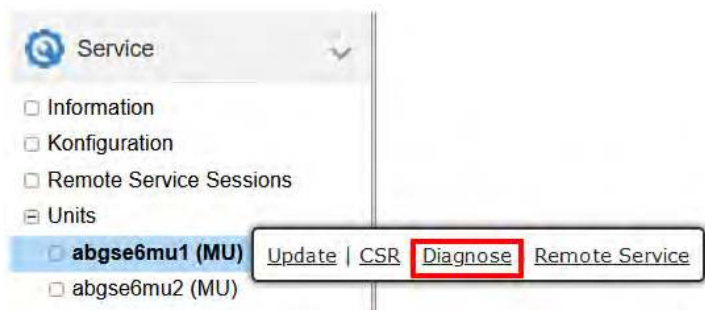 Service
Information
Konfiguration
Remote Service Sessions
Units
abgse6mu1 (MU)
Update | CSR | Diagnose | Remote Service
abgse6mu2 (MU)